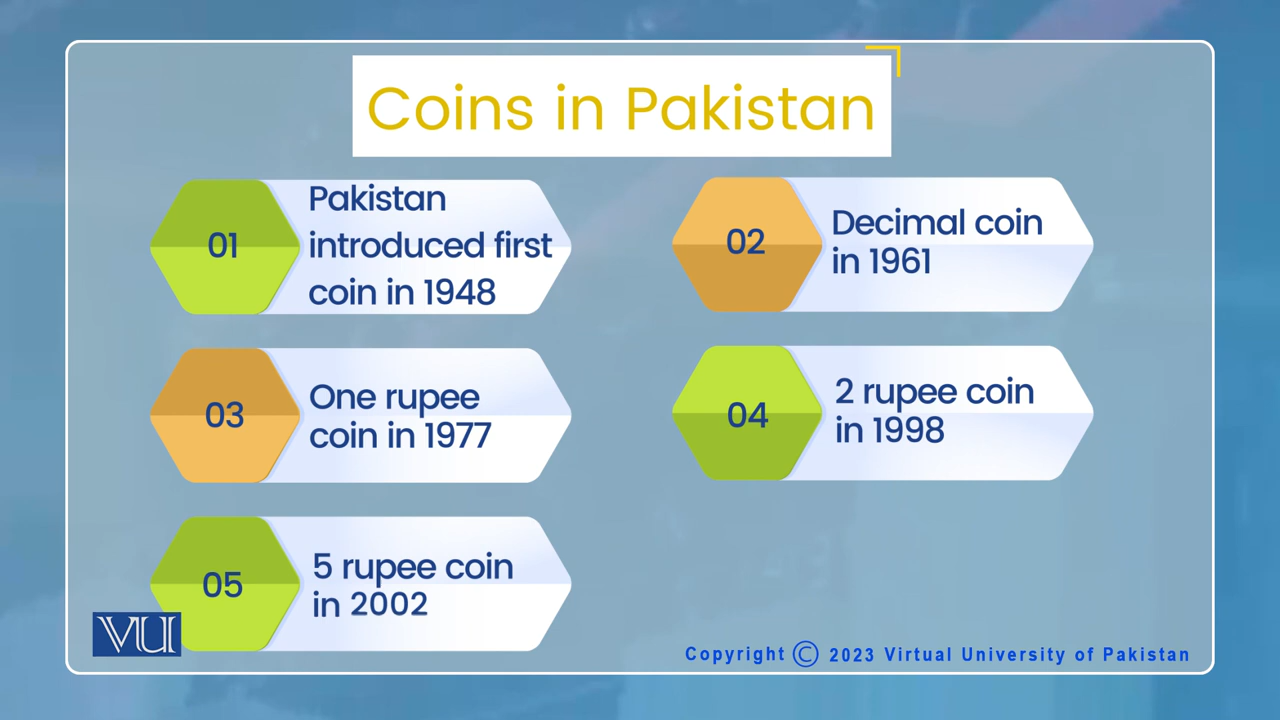 Coins in Pakistan
01
Pakistan
introduced first
coin in 1948
02
Decimal coin
in 1961
03
One rupee
coin in 1977
04
2 rupee coin
in 1998
05
5 rupee coin
in 2002
VU
Copyright © 2023 Virtual University of Pakistan